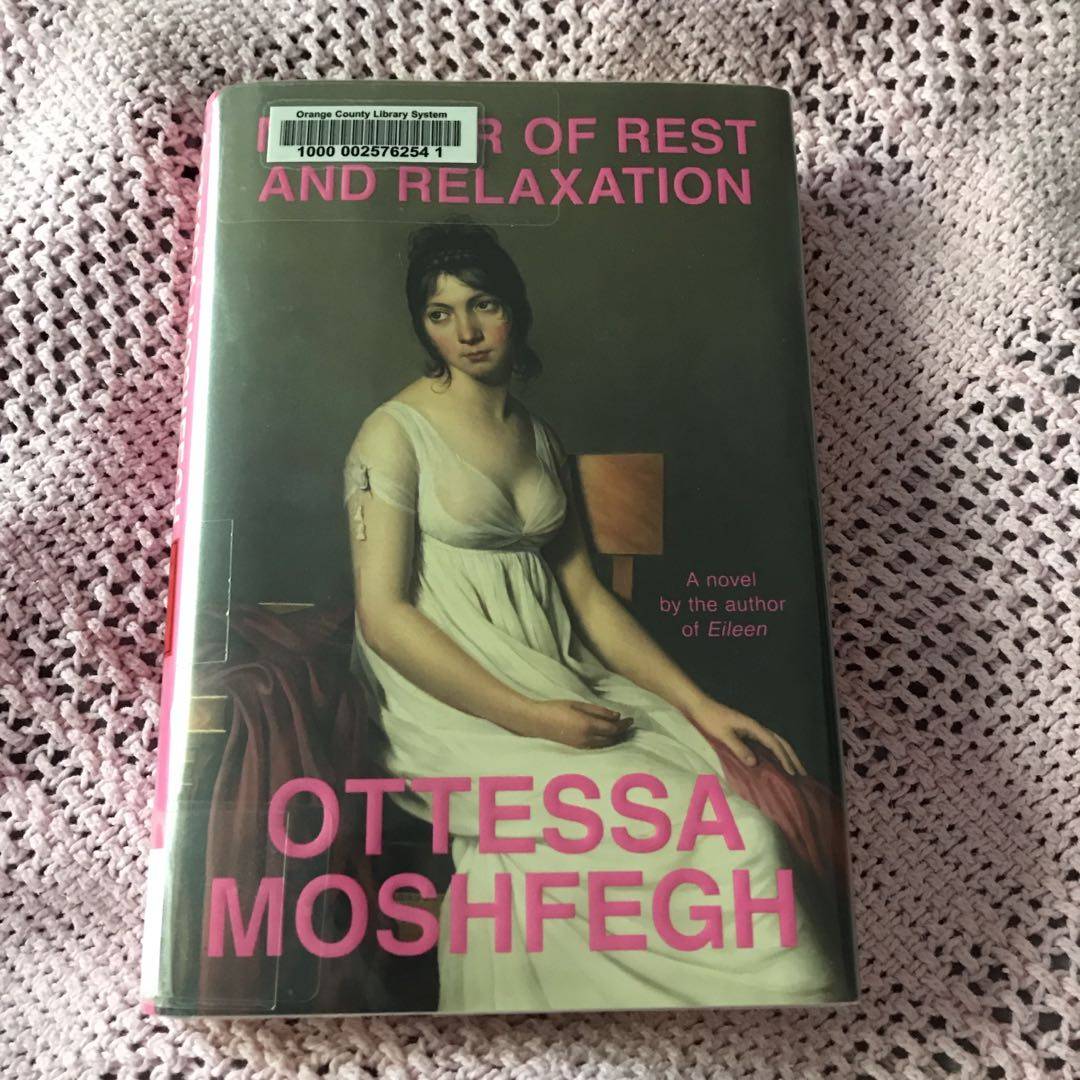 Orange County Library System
1000 002576254 1
R OF REST
AND RELAXATION
A novel
by the author
of Eileen
OTTESSA
MOSHFEGH